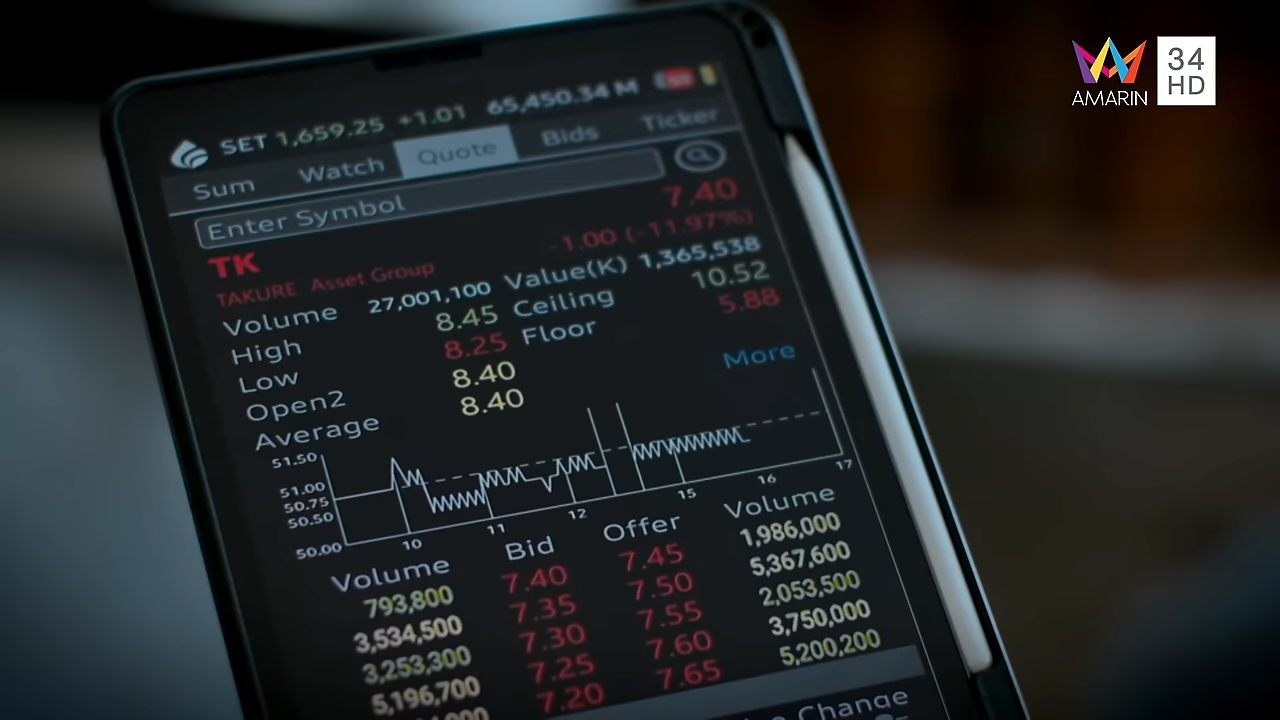 AMARIN
34
HD
SET 1,659.25 +1.01 65,450.34 M
Sum Watch Quote Bids Ticker
Enter Symbol
TK 7.40
TAKURE Asset Group -1.00 (-11.97%)
Volume 27,001,100 Value(K) 1,365,538
High 8.45 Ceiling 10.52
Low 8.25 Floor 5.88
Open2 8.40
Average 8.40 More
51.50
51.00
50.75
50.50
50.00
10 11 12 15 16 17
Volume Bid Offer Volume
793,800 7.40 7.45 1,986,000
3,534,500 7.35 7.50 5,367,600
3,253,300 7.30 7.55 2,053,500
5,196,700 7.25 7.60 3,750,000
7.20 7.65 5,200,200
Change